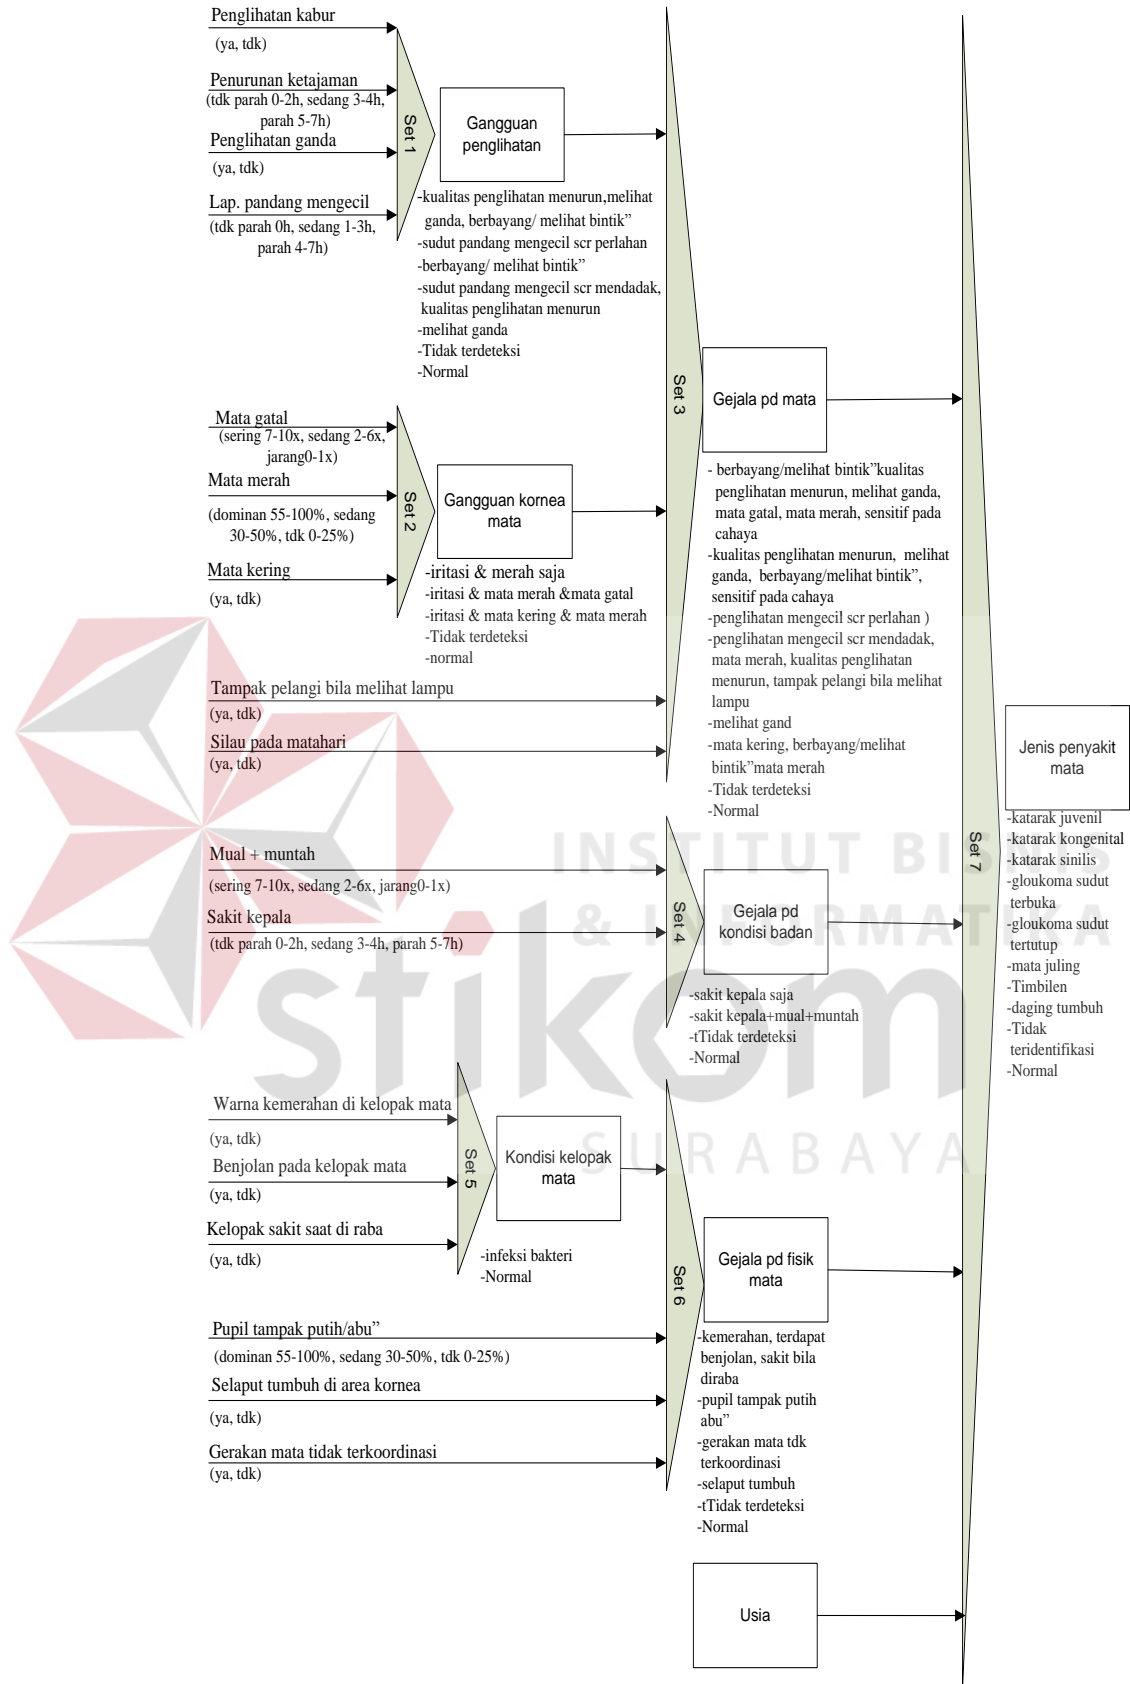 Penglihatan kabur
(ya, tdk)
Penurunan ketajaman
(tdk parah 0-2h, sedang 3-4h,
parah 5-7h)
Penglihatan ganda
(ya, tdk)
Lap. pandang mengecil
(tdk parah 0h, sedang 1-3h,
parah 4-7h)
Set 1
Gangguan
penglihatan
-kualitas penglihatan menurun,melihat
ganda, berbayang/ melihat bintik”
-sudut pandang mengecil scr perlahan
-berbayang/ melihat bintik”
-sudut pandang mengecil scr mendadak,
kualitas penglihatan menurun
-melihat ganda
-Tidak terdeteksi
-Normal
Mata gatal
(sering 7-10x, sedang 2-6x,
jarang0-1x)
Mata merah
(dominan 55-100%, sedang
30-50%, tdk 0-25%)
Mata kering
(ya, tdk)
Set 2
Gangguan kornea
mata
-iritasi & merah saja
-iritasi & mata merah &mata gatal
-iritasi & mata kering & mata merah
-Tidak terdeteksi
-normal
Tampak pelangi bila melihat lampu
(ya, tdk)
Silau pada matahari
(ya, tdk)
Set 3
Gejala pd mata
- berbayang/melihat bintik”kualitas
penglihatan menurun, melihat ganda,
mata gatal, mata merah, sensitif pada
cahaya
-kualitas penglihatan menurun, melihat
ganda, berbayang/melihat bintik”,
sensitif pada cahaya
-penglihatan mengecil scr perlahan )
-penglihatan mengecil scr mendadak,
mata merah, kualitas penglihatan
menurun, tampak pelangi bila melihat
lampu
-melihat gand
-mata kering, berbayang/melihat
bintik”mata merah
-Tidak terdeteksi
-Normal
Mual + muntah
(sering 7-10x, sedang 2-6x, jarang0-1x)
Sakit kepala
(tdk parah 0-2h, sedang 3-4h, parah 5-7h)
Set 4
Gejala pd
kondisi badan
-sakit kepala saja
-sakit kepala+mual+muntah
-tTidak terdeteksi
-Normal
Warna kemerahan di kelopak mata
(ya, tdk)
Benjolan pada kelopak mata
(ya, tdk)
Kelopak sakit saat di raba
(ya, tdk)
Set 5
Kondisi kelopak
mata
-infeksi bakteri
-Normal
Pupil tampak putih/abu”
(dominan 55-100%, sedang 30-50%, tdk 0-25%)
Selaput tumbuh di area kornea
(ya, tdk)
Gerakan mata tidak terkoordinasi
(ya, tdk)
Set 6
Gejala pd fisik
mata
-kemerahan, terdapat
benjolan, sakit bila
diraba
-pupil tampak putih
abu”
-gerakan mata tdk
terkoordinasi
-selaput tumbuh
-tTidak terdeteksi
-Normal
Usia
Set 7
Jenis penyakit
mata
-katarak juvenil
-katarak kongenital
-katarak sinilis
-gloukoma sudut
terbuka
-gloukoma sudut
tertutup
-mata juling
-Timbilen
-daging tumbuh
-Tidak
teridentifikasi
-Normal
INSTITUT BISNIS
& INFORMATIKA
stikom
SURABAYA